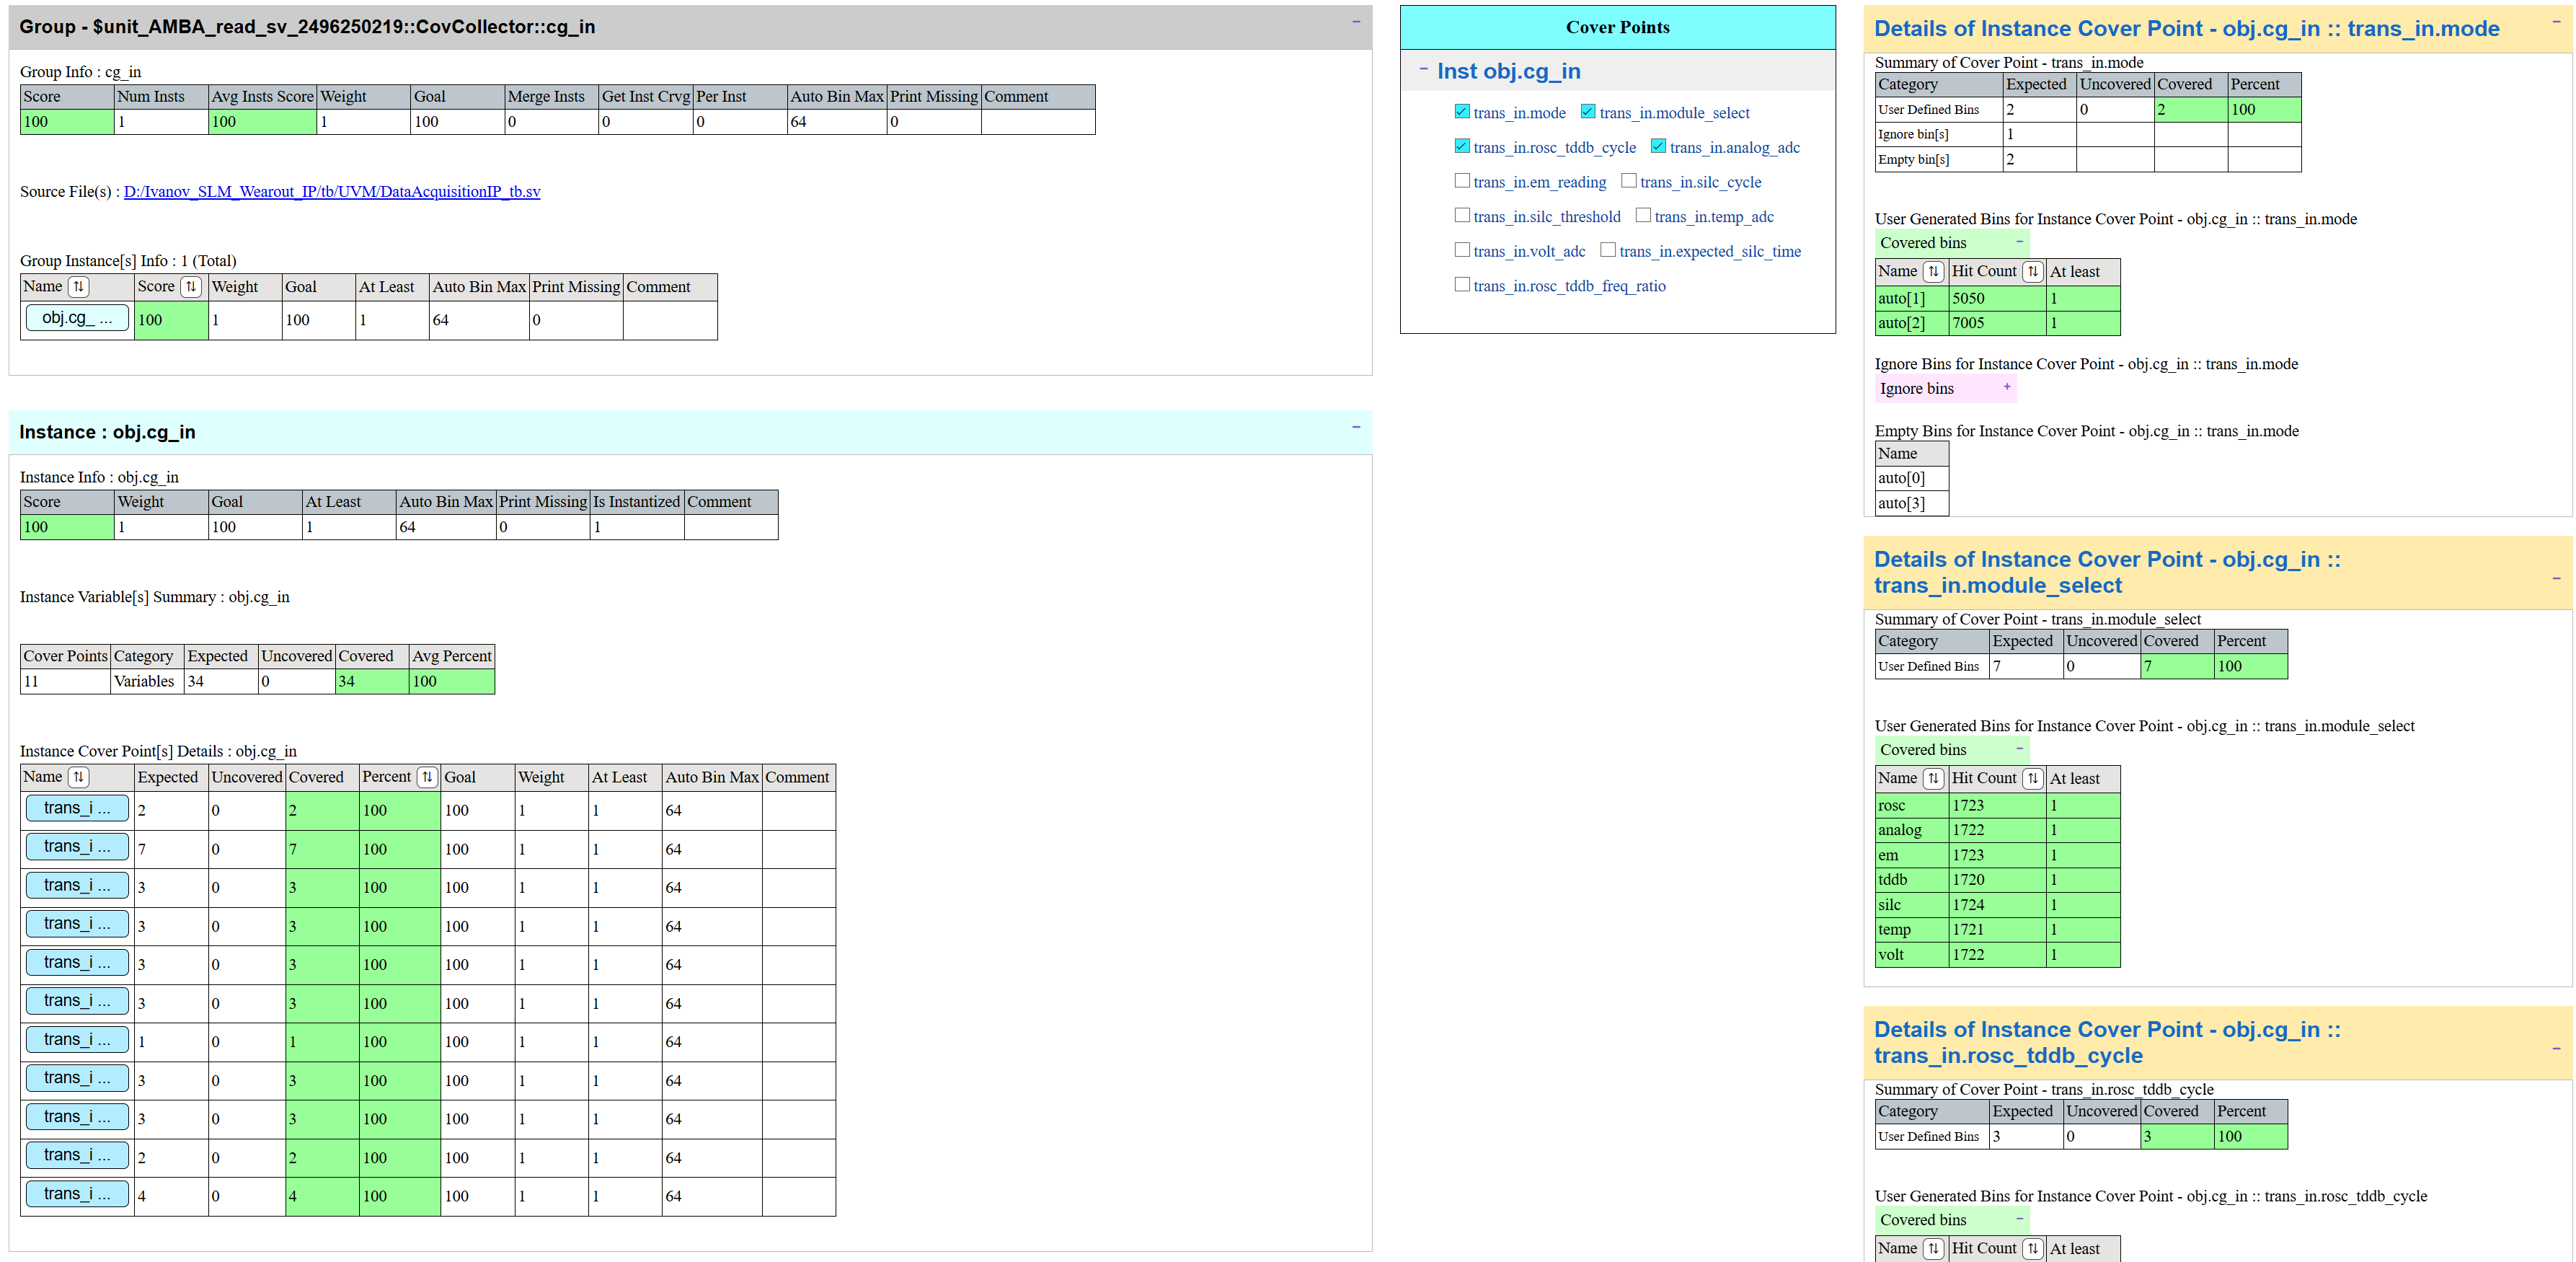 Group - $unit_AMBA_read_sv_2496250219::CovCollector::cg_in
Group Info : cg_in
Score Num Insts Avg Insts Score Weight Goal Merge Insts Get Inst Crvg Per Inst Auto Bin Max Print Missing Comment
100 1 100 1 100 0 0 0 64 0
Source File(s) : D:/Ivanov_SLM_Wearout_IP/tb/UVM/DataAcquisitionIP_tb.sv
Group Instance[s] Info : 1 (Total)
Name Score Weight Goal At Least Auto Bin Max Print Missing Comment
obj.cg_ ... 100 1 100 1 64 0
Instance : obj.cg_in
Instance Info : obj.cg_in
Score Weight Goal At Least Auto Bin Max Print Missing Is Instantized Comment
100 1 100 1 64 0 1
Instance Variable[s] Summary : obj.cg_in
Cover Points Category Expected Uncovered Covered Avg Percent
11 Variables 34 0 34 100
Instance Cover Point[s] Details : obj.cg_in
Name Expected Uncovered Covered Percent Goal Weight At Least Auto Bin Max Comment
trans_i ... 2 0 2 100 100 1 1 64
trans_i ... 7 0 7 100 100 1 1 64
trans_i ... 3 0 3 100 100 1 1 64
trans_i ... 3 0 3 100 100 1 1 64
trans_i ... 3 0 3 100 100 1 1 64
trans_i ... 3 0 3 100 100 1 1 64
trans_i ... 1 0 1 100 100 1 1 64
trans_i ... 3 0 3 100 100 1 1 64
trans_i ... 3 0 3 100 100 1 1 64
trans_i ... 2 0 2 100 100 1 1 64
trans_i ... 4 0 4 100 100 1 1 64
Cover Points
Inst obj.cg_in
trans_in.mode trans_in.module_select
trans_in.rosc_tddb_cycle trans_in.analog_adc
trans_in.em_reading trans_in.silc_cycle
trans_in.silc_threshold trans_in.temp_adc
trans_in.volt_adc trans_in.expected_silc_time
trans_in.rosc_tddb_freq_ratio
Details of Instance Cover Point - obj.cg_in :: trans_in.mode
Summary of Cover Point - trans_in.mode
Category Expected Uncovered Covered Percent
User Defined Bins 2 0 2 100
Ignore bin[s] 1
Empty bin[s] 2
User Generated Bins for Instance Cover Point - obj.cg_in :: trans_in.mode
Covered bins
Name Hit Count At least
auto[1] 5050 1
auto[2] 7005 1
Ignore Bins for Instance Cover Point - obj.cg_in :: trans_in.mode
Ignore bins
Empty Bins for Instance Cover Point - obj.cg_in :: trans_in.mode
Name
auto[0]
auto[3]
Details of Instance Cover Point - obj.cg_in ::
trans_in.module_select
Summary of Cover Point - trans_in.module_select
Category Expected Uncovered Covered Percent
User Defined Bins 7 0 7 100
User Generated Bins for Instance Cover Point - obj.cg_in :: trans_in.module_select
Covered bins
Name Hit Count At least
rosc 1723 1
analog 1722 1
em 1723 1
tddb 1720 1
silc 1724 1
temp 1721 1
volt 1722 1
Details of Instance Cover Point - obj.cg_in ::
trans_in.rosc_tddb_cycle
Summary of Cover Point - trans_in.rosc_tddb_cycle
Category Expected Uncovered Covered Percent
User Defined Bins 3 0 3 100
User Generated Bins for Instance Cover Point - obj.cg_in :: trans_in.rosc_tddb_cycle
Covered bins
Name Hit Count At least